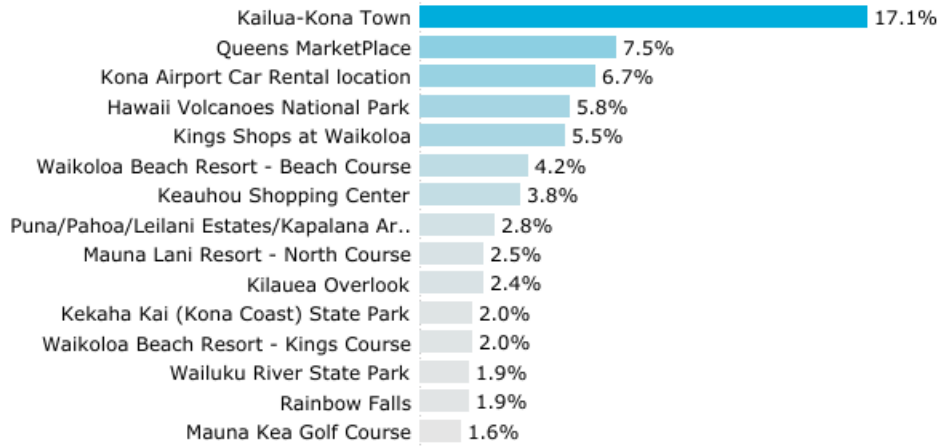 Kailua-Kona Town 17.1%
Queens MarketPlace 7.5%
Kona Airport Car Rental location 6.7%
Hawaii Volcanoes National Park 5.8%
Kings Shops at Waikoloa 5.5%
Waikoloa Beach Resort - Beach Course 4.2%
Keauhou Shopping Center 3.8%
Puna/Pahoa/Leilani Estates/Kapalana Ar.. 2.8%
Mauna Lani Resort - North Course 2.5%
Kilauea Overlook 2.4%
Kekaha Kai (Kona Coast) State Park 2.0%
Waikoloa Beach Resort - Kings Course 2.0%
Wailuku River State Park 1.9%
Rainbow Falls 1.9%
Mauna Kea Golf Course 1.6%